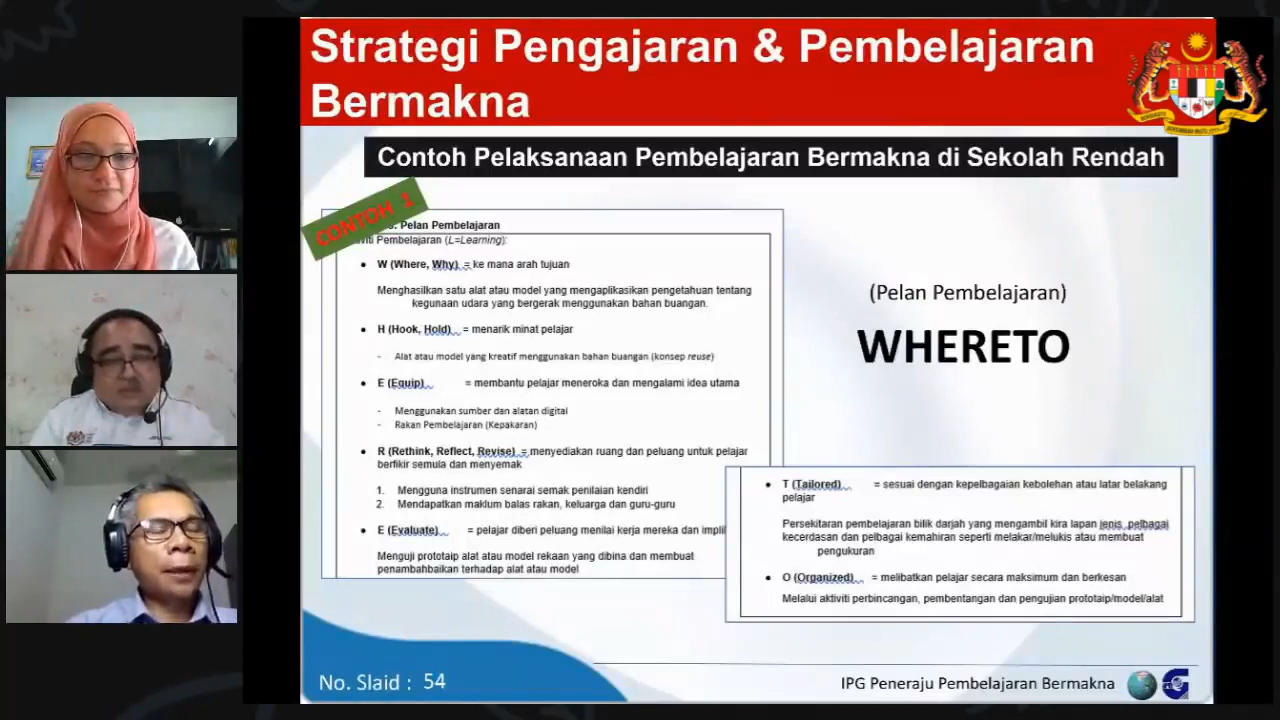 Strategi Pengajaran & Pembelajaran
Bermakna
Contoh Pelaksanaan Pembelajaran Bermakna di Sekolah Rendah
CONTOH 1
Pelan Pembelajaran
Pembelajaran (L=Learning):
• W (Where, Why) = ke mana arah tujuan
Menghasilkan satu alat atau model yang mengaplikasikan pengetahuan tentang
kegunaan udara yang bergerak menggunakan bahan buangan.
• H (Hook, Hold) = menarik minat pelajar
- Alat atau model yang kreatif menggunakan bahan buangan (konsep reuse)
• E (Equip) = membantu pelajar meneroka dan mengalami idea utama
- Menggunakan sumber dan alatan digital
- Rakan Pembelajaran (Kepakaran)
• R (Rethink, Reflect, Revise) = menyediakan ruang dan peluang untuk pelajar
berfikir semula dan menyemak
1. Mengguna instrumen senarai semak penilaian kendiri
2. Mendapatkan maklum balas rakan, keluarga dan guru-guru
• E (Evaluate) = pelajar diberi peluang menilai kerja mereka dan impli
Menguji prototaip alat atau model rekaan yang dibina dan membuat
penambahbaikan terhadap alat atau model
(Pelan Pembelajaran)
WHERETO
• T (Tailored) = sesuai dengan kepelbagaian kebolehan atau latar belakang
pelajar
Persekitaran pembelajaran bilik darjah yang mengambil kira lapan jenis pelbagai
kecerdasan dan pelbagai kemahiran seperti melakar/melukis atau membuat
pengukuran
• O (Organized) = melibatkan pelajar secara maksimum dan berkesan
Melalui aktiviti perbincangan, pembentangan dan pengujian prototaip/model/alat
No. Slaid : 54
IPG Peneraju Pembelajaran Bermakna